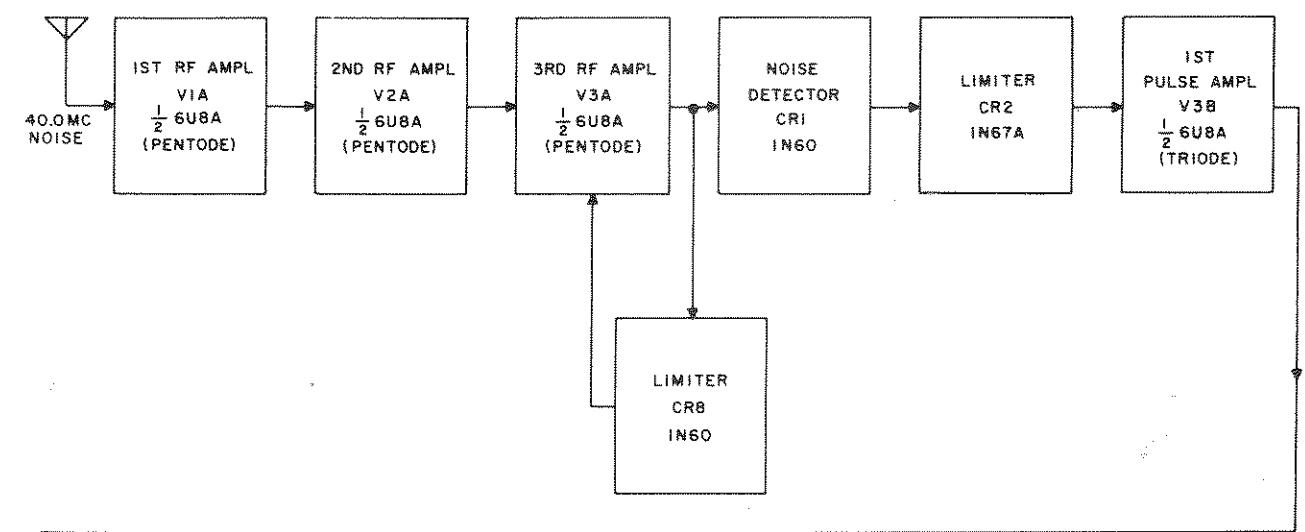 40.0MC
NOISE
1ST RF AMPL
V1A
1/2 6U8A
(PENTODE)
2ND RF AMPL
V2A
1/2 6U8A
(PENTODE)
3RD RF AMPL
V3A
1/2 6U8A
(PENTODE)
NOISE
DETECTOR
CR1
IN60
LIMITER
CR2
IN67A
1ST
PULSE AMPL
V3B
1/2 6U8A
(TRIODE)
LIMITER
CR8
IN60